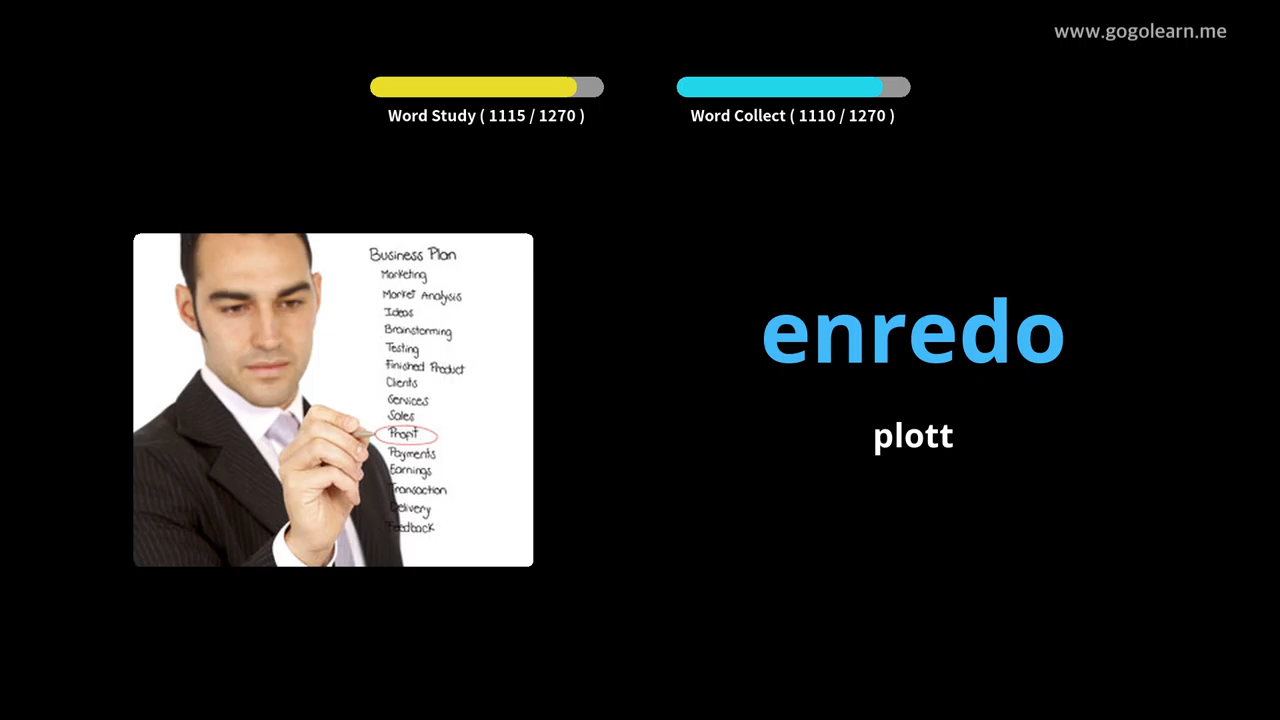 www.gogolearn.me
Word Study ( 1115 / 1270 )
Word Collect ( 1110 / 1270 )
Business Plan
Marketing
Market Analysis
Ideas
Brainstorming
Testing
Finished Product
Clients
Services
Sales
Profit
Payments
Earnings
Transaction
Delivery
Feedback
enredo
plott